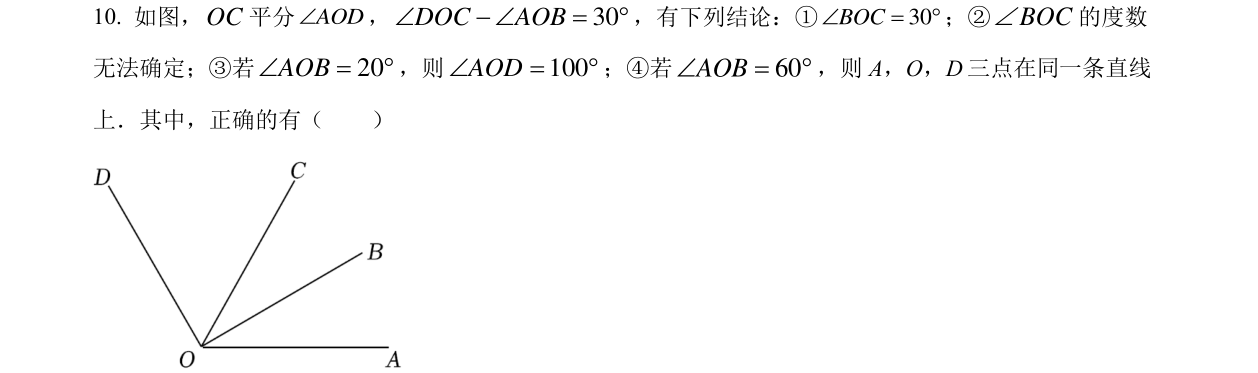 10. 如图，OC 平分∠AOD，∠DOC－∠AOB＝30°，有下列结论：①∠BOC＝30°；②∠BOC 的度数
无法确定；③若∠AOB＝20°，则∠AOD＝100°；④若∠AOB＝60°，则 A，O，D 三点在同一条直线
上．其中，正确的有（　　）
D
C
B
O
A